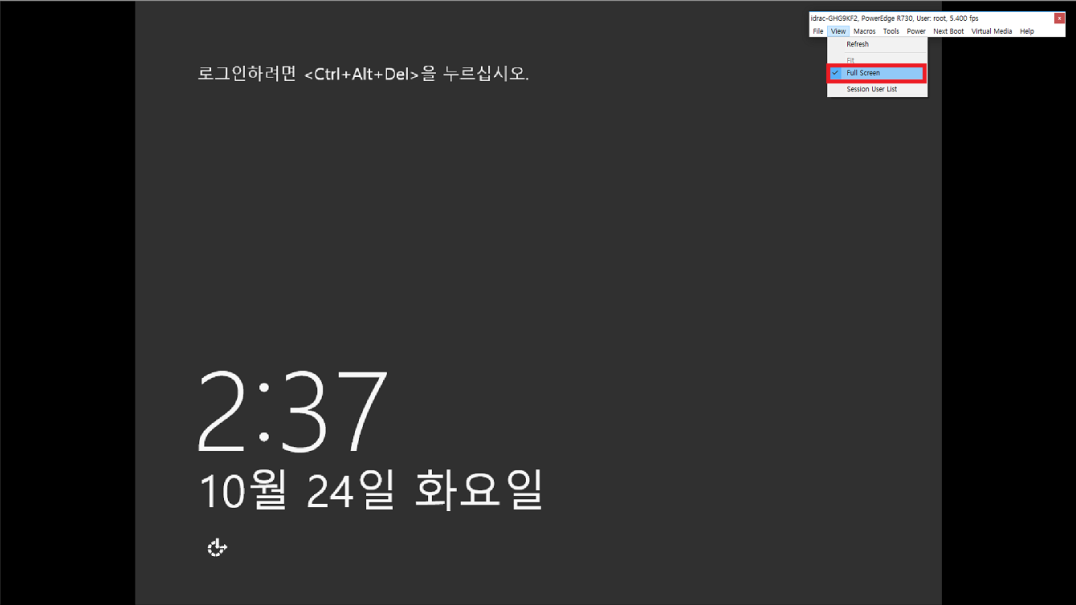 idrac-GHG9KF2, PowerEdge R730, User: root, 5.400 fps
File View Macros Tools Power Next Boot Virtual Media Help
Refresh
Fit
Full Screen
Session User List
로그인하려면 <Ctrl+Alt+Del>을 누르십시오.
2:37
10월 24일 화요일